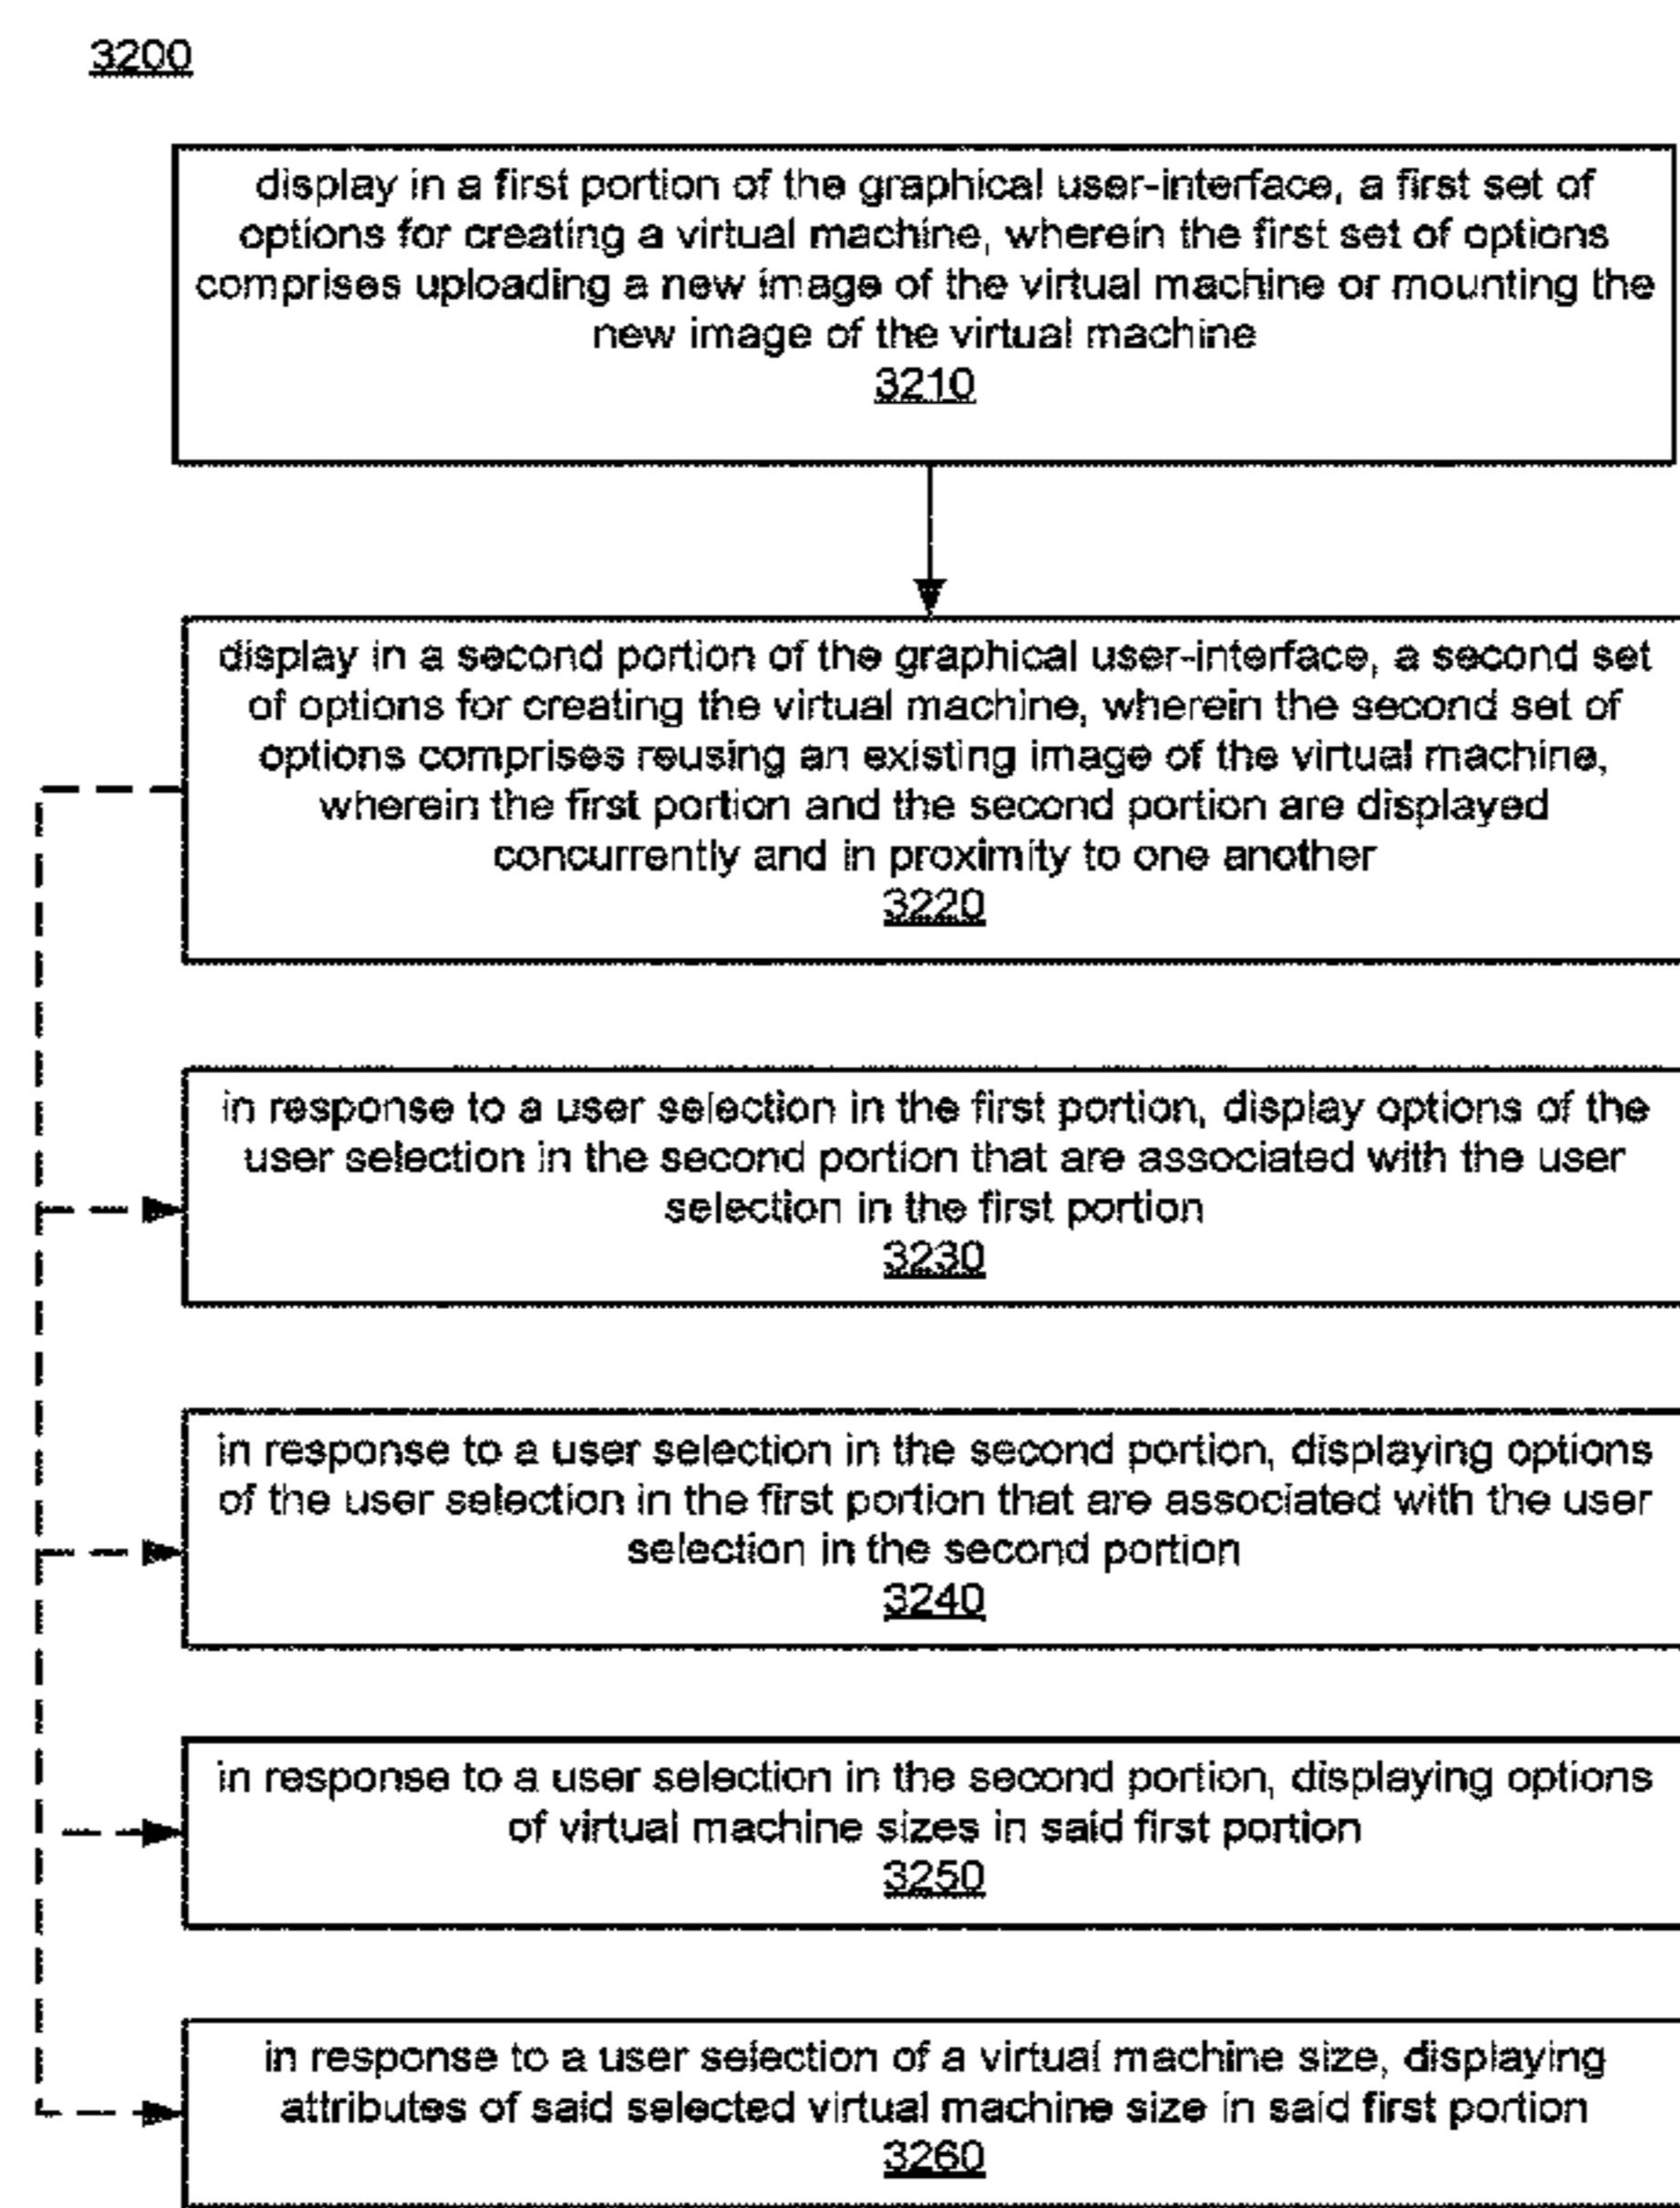 3200
display in a first portion of the graphical user-interface, a first set of
options for creating a virtual machine, wherein the first set of options
comprises uploading a new image of the virtual machine or mounting the
new image of the virtual machine
3210
display in a second portion of the graphical user-interface, a second set
of options for creating the virtual machine, wherein the second set of
options comprises reusing an existing image of the virtual machine,
wherein the first portion and the second portion are displayed
concurrently and in proximity to one another
3220
in response to a user selection in the first portion, display options of the
user selection in the second portion that are associated with the user
selection in the first portion
3230
in response to a user selection in the second portion, displaying options
of the user selection in the first portion that are associated with the user
selection in the second portion
3240
in response to a user selection in the second portion, displaying options
of virtual machine sizes in said first portion
3250
in response to a user selection of a virtual machine size, displaying
attributes of said selected virtual machine size in said first portion
3260